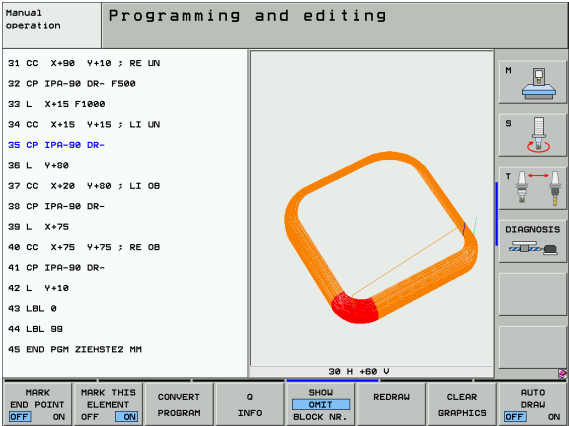 Manual
operation
Programming and editing
31 CC X+90 Y+10 ; RE UN
32 CP IPA-90 DR- F500
33 L X+15 F1000
34 CC X+15 Y+15 ; LI UN
35 CP IPA-90 DR-
36 L Y+80
37 CC X+20 Y+80 ; LI OB
38 CP IPA-90 DR-
39 L X+75
40 CC X+75 Y+75 ; RE OB
41 CP IPA-90 DR-
42 L Y+10
43 LBL 0
44 LBL 99
45 END PGM ZIEHSTE2 MM
30 H +60 V
M
S
T
DIAGNOSIS
MARK
END POINT
OFF ON
MARK THIS
ELEMENT
OFF ON
CONVERT
PROGRAM
Q
INFO
SHOW
OMIT
BLOCK NR.
REDRAW
CLEAR
GRAPHICS
AUTO
DRAW
OFF ON